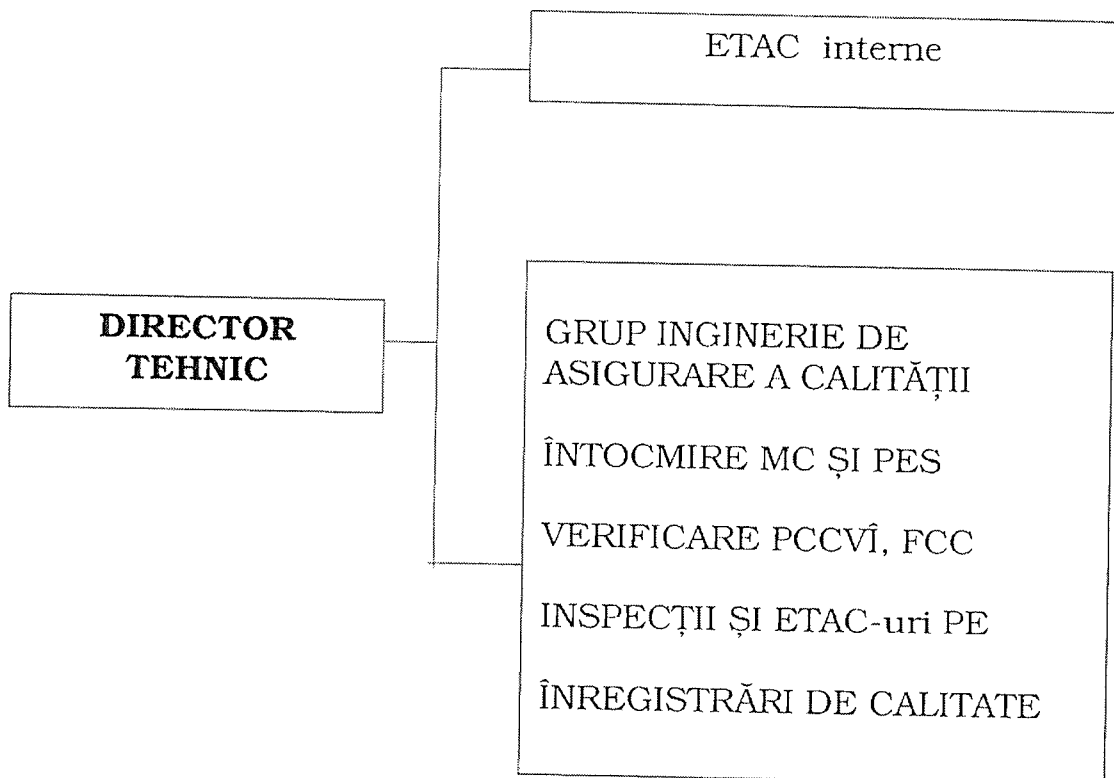 ETAC interne
DIRECTOR
TEHNIC
GRUP INGINERIE DE
ASIGURARE A CALITĂȚII
ÎNTOCMIRE MC ȘI PES
VERIFICARE PCCVÎ, FCC
INSPECȚII ȘI ETAC-uri PE
ÎNREGISTRĂRI DE CALITATE